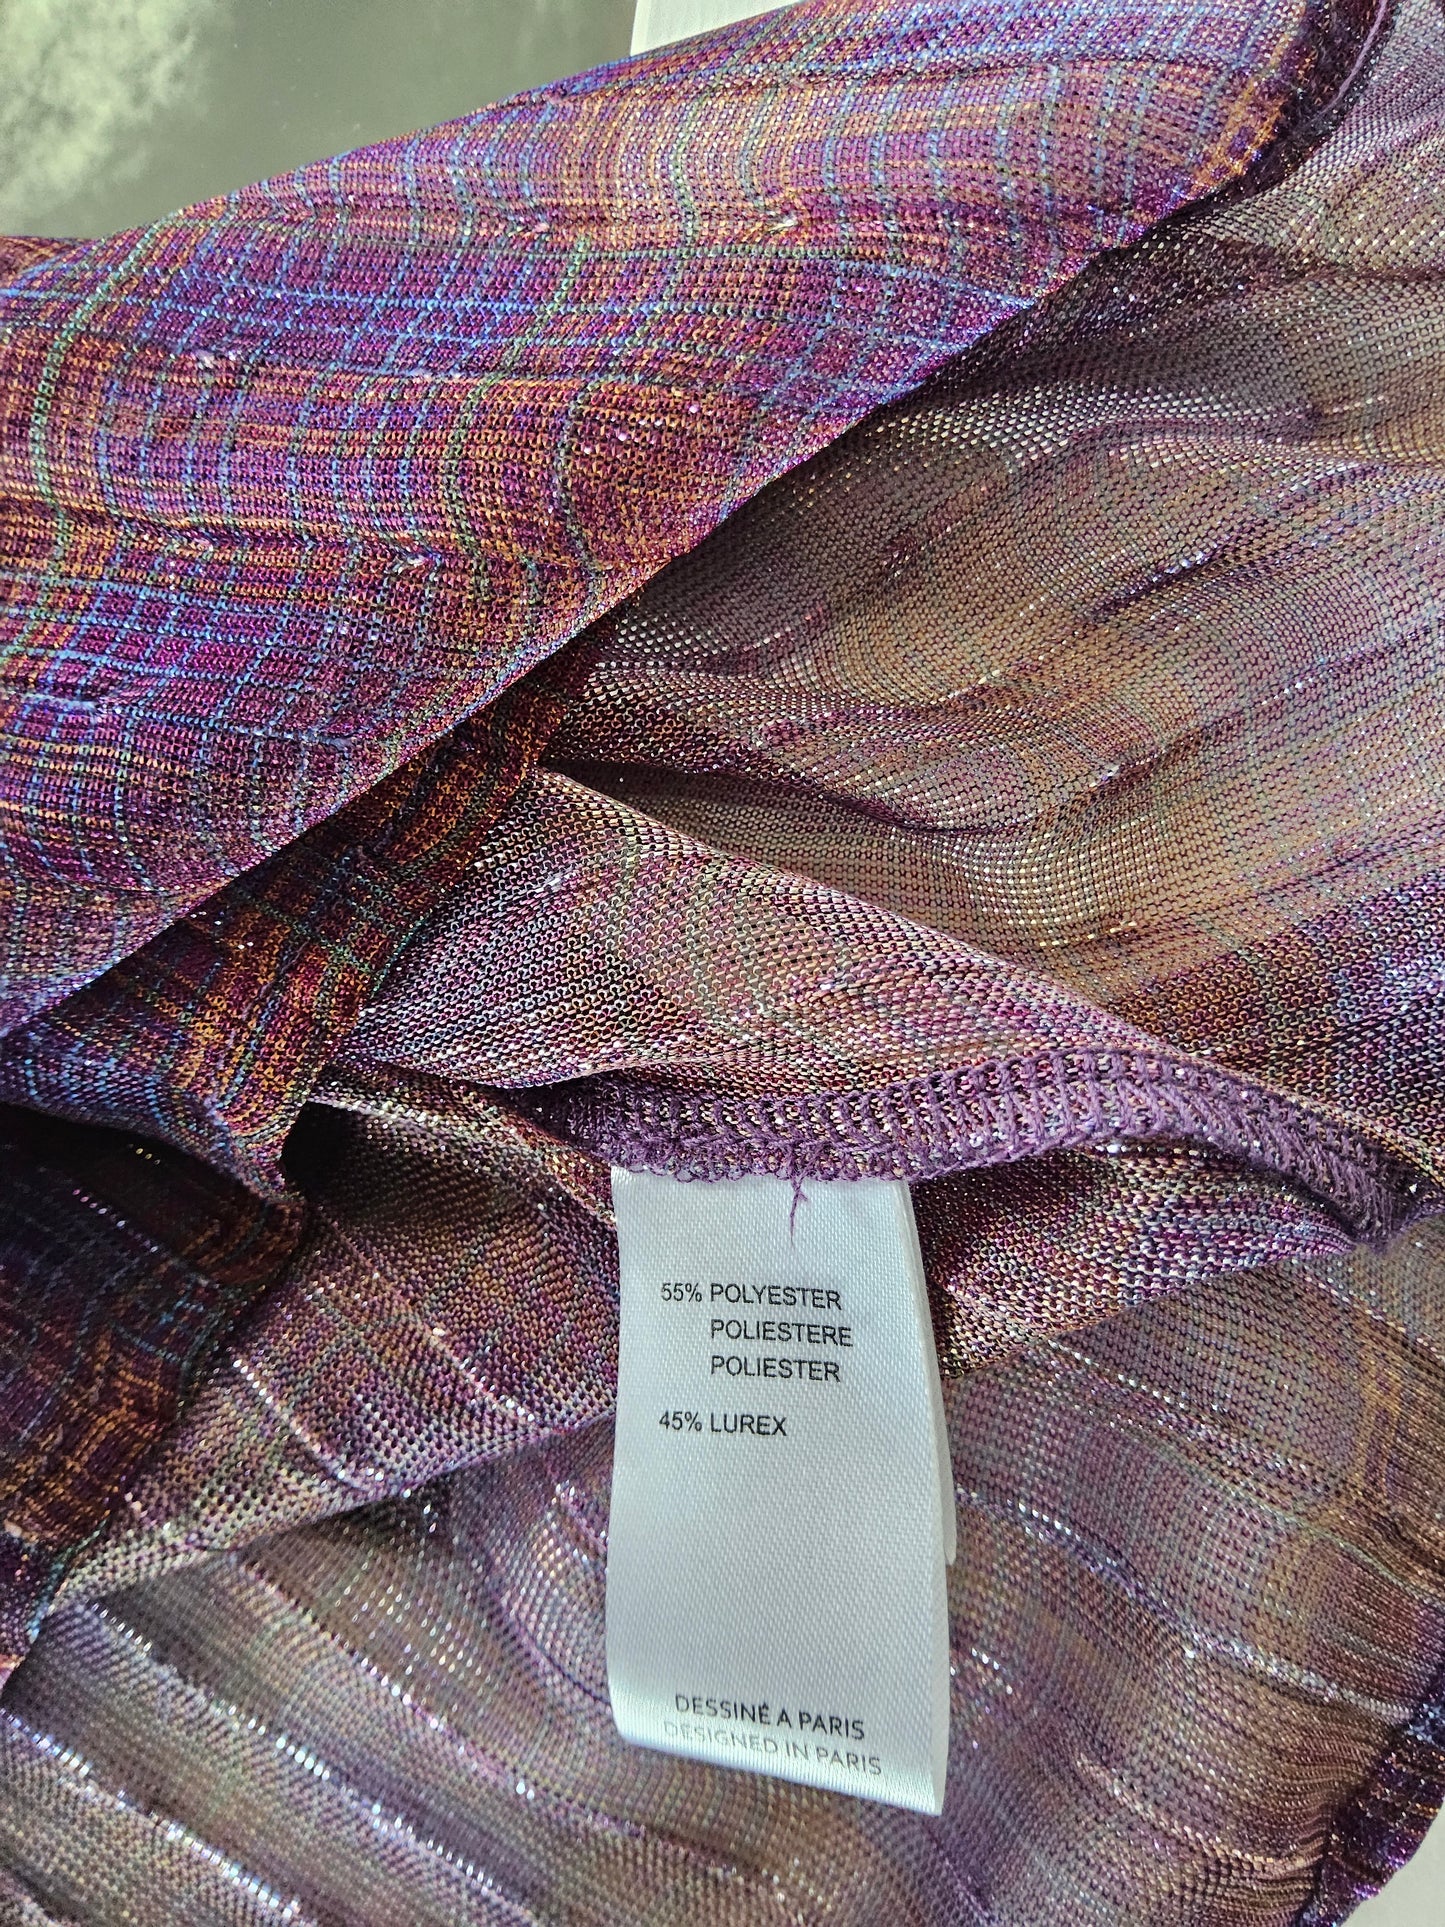 55% POLYESTER
POLIESTERE
POLIESTER
45% LUREX
DESSINÉ A PARIS
DESIGNED IN PARIS